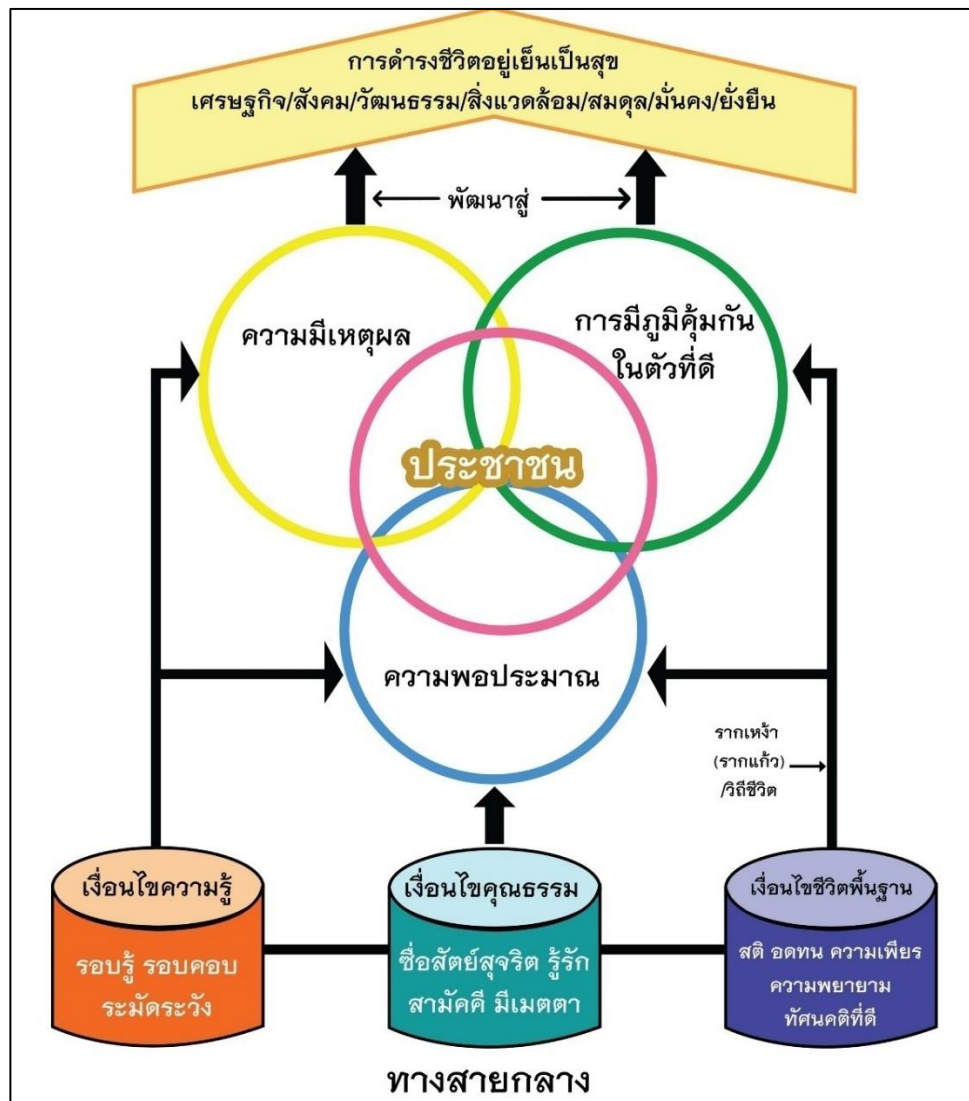 การดำรงชีวิตอยู่เย็นเป็นสุข
เศรษฐกิจ/สังคม/วัฒนธรรม/สิ่งแวดล้อม/สมดุล/มั่นคง/ยั่งยืน
พัฒนาสู่
ความมีเหตุผล
การมีภูมิคุ้มกัน
ในตัวที่ดี
ประชาชน
ความพอประมาณ
รากเหง้า
(รากแก้ว)
/วิถีชีวิต
เงื่อนไขความรู้
รอบรู้ รอบคอบ
ระมัดระวัง
เงื่อนไขคุณธรรม
ซื่อสัตย์สุจริต รู้รัก
สามัคคี มีเมตตา
เงื่อนไขชีวิตพื้นฐาน
สติ อดทน ความเพียร
ความพยายาม
ทัศนคติที่ดี
ทางสายกลาง